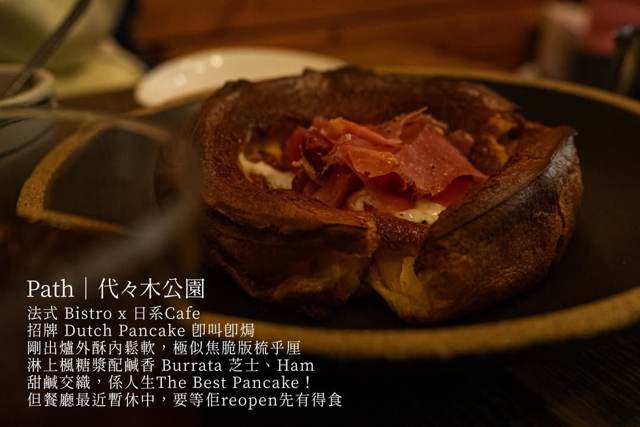 Path｜代々木公園
法式 Bistro x 日系Cafe
招牌 Dutch Pancake 即叫即焗
剛出爐外酥內鬆軟，極似焦脆版梳乎厘
淋上楓糖漿配鹹香 Burrata 芝士、Ham
甜鹹交織，係人生The Best Pancake！
但餐廳最近暫休中，要等佢reopen先有得食